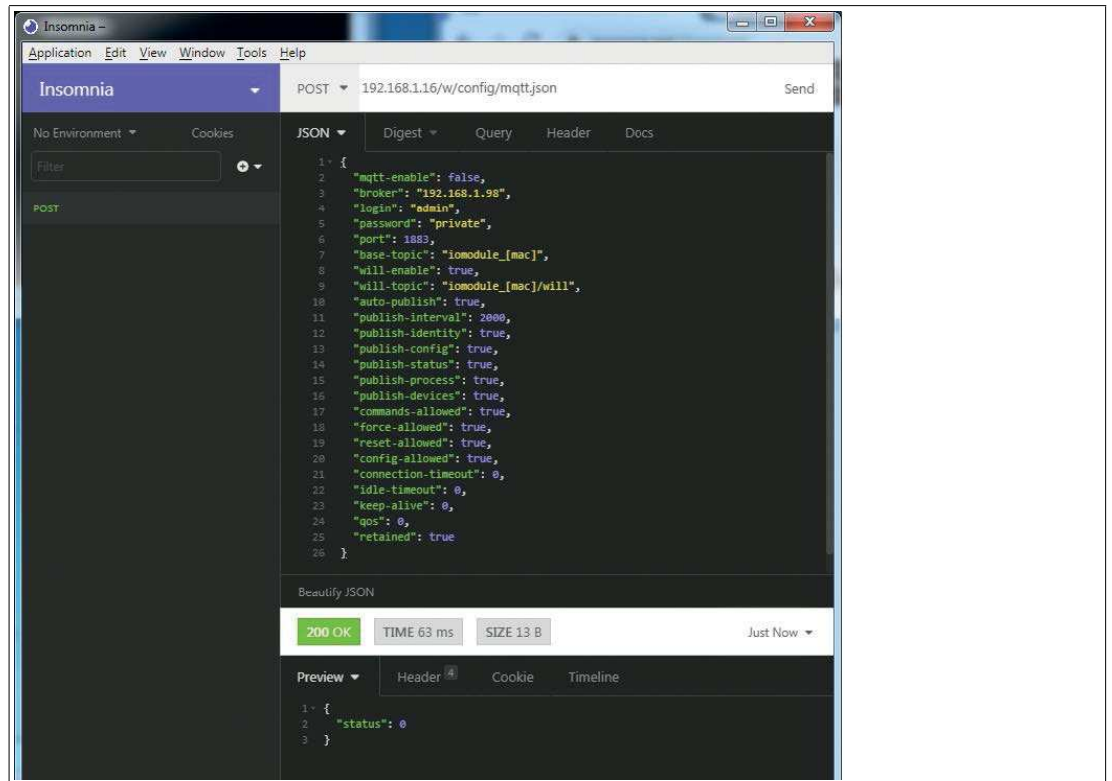 Insomnia –
Application Edit View Window Tools Help
Insomnia
POST 192.168.1.16/w/config/mqtt.json Send
No Environment Cookies
JSON Digest Query Header Docs
Filter
POST
1 {
2 "mqtt-enable": false,
3 "broker": "192.168.1.98",
4 "login": "admin",
5 "password": "private",
6 "port": 1883,
7 "base-topic": "iomodule_[mac]",
8 "will-enable": true,
9 "will-topic": "iomodule_[mac]/will",
10 "auto-publish": true,
11 "publish-interval": 2000,
12 "publish-identity": true,
13 "publish-config": true,
14 "publish-status": true,
15 "publish-process": true,
16 "publish-devices": true,
17 "commands-allowed": true,
18 "force-allowed": true,
19 "reset-allowed": true,
20 "config-allowed": true,
21 "connection-timeout": 0,
22 "idle-timeout": 0,
23 "keep-alive": 0,
24 "qos": 0,
25 "retained": true
26 }
Beautify JSON
200 OK TIME 63 ms SIZE 13 B Just Now
Preview Header 4 Cookie Timeline
1 {
2 "status": 0
3 }